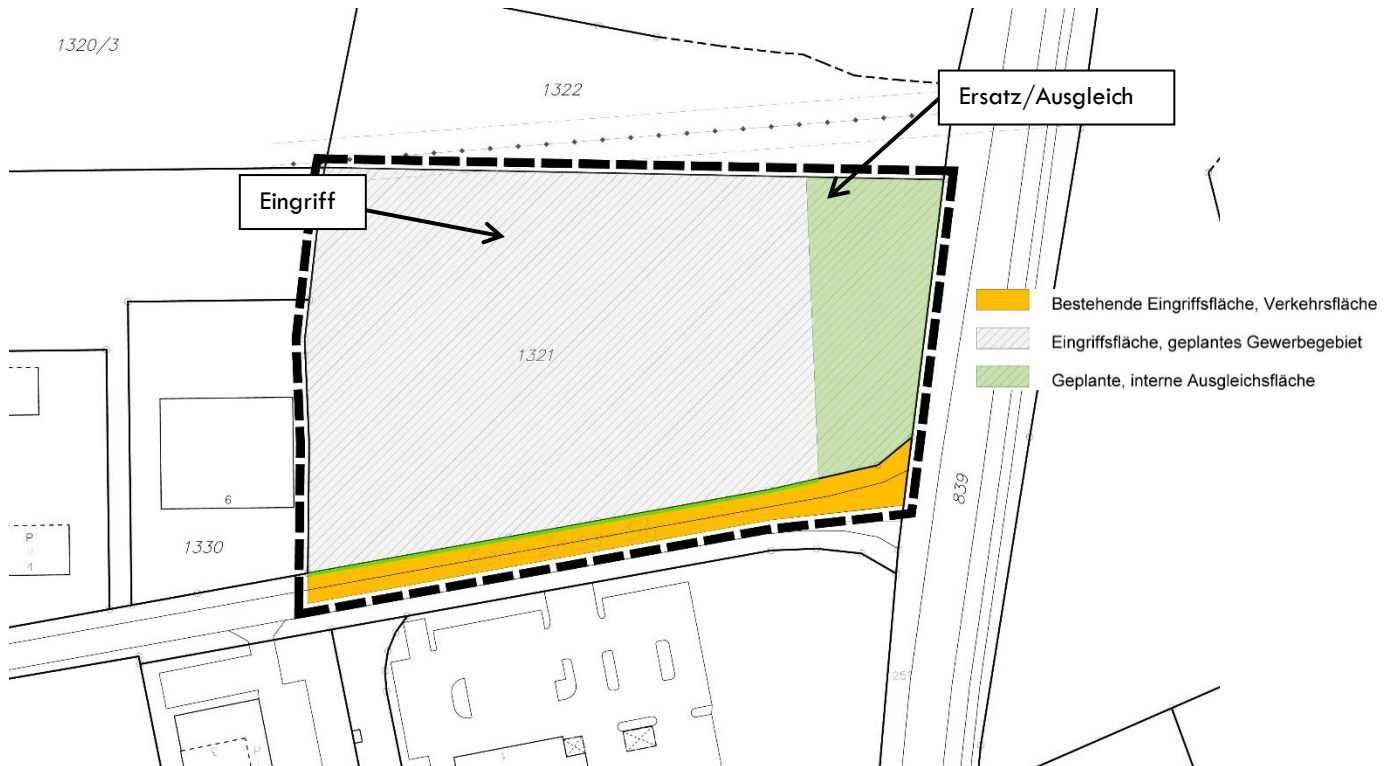 1320/3
1322
Ersatz/Ausgleich
Eingriff
Bestehende Eingriffsfläche, Verkehrsfläche
Eingriffsfläche, geplantes Gewerbegebiet
Geplante, interne Ausgleichsfläche
1321
839
6
P
1330
251